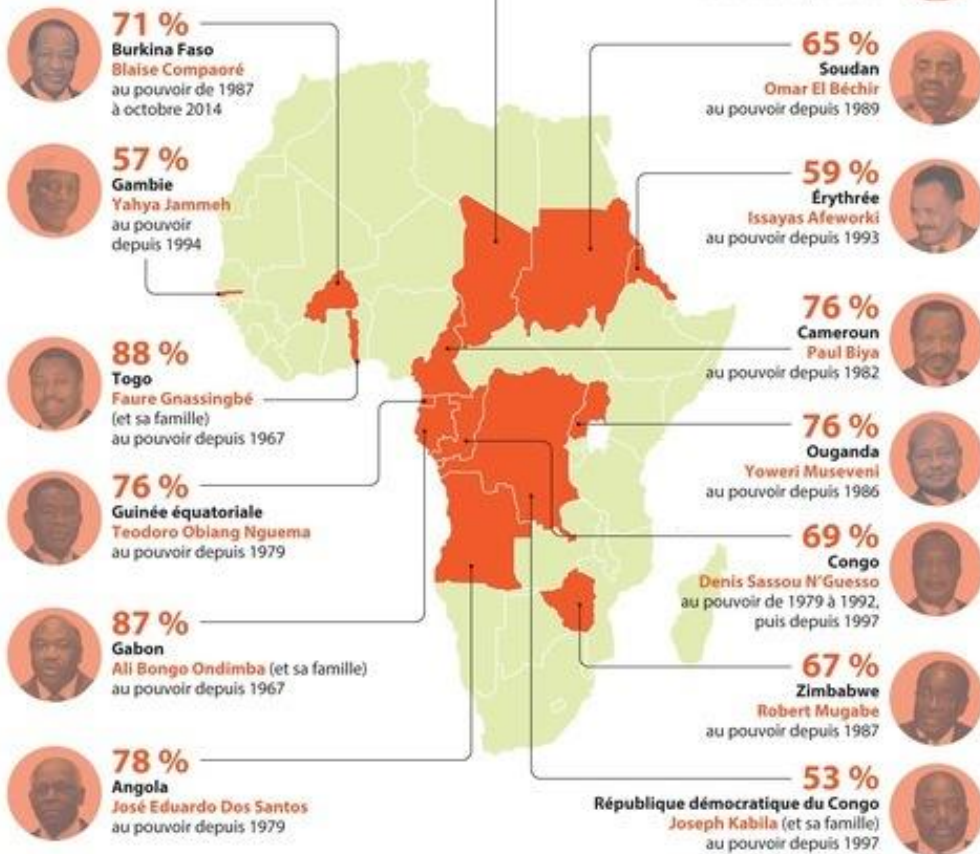 71 %
Burkina Faso
Blaise Compaoré
au pouvoir de 1987
à octobre 2014
57 %
Gambie
Yahya Jammeh
au pouvoir
depuis 1994
88 %
Togo
Faure Gnassingbé
(et sa famille)
au pouvoir depuis 1967
76 %
Guinée équatoriale
Teodoro Obiang Nguema
au pouvoir depuis 1979
87 %
Gabon
Ali Bongo Ondimba (et sa famille)
au pouvoir depuis 1967
78 %
Angola
José Eduardo Dos Santos
au pouvoir depuis 1979
65 %
Soudan
Omar El Béchir
au pouvoir depuis 1989
59 %
Érythrée
Issayas Afeworki
au pouvoir depuis 1993
76 %
Cameroun
Paul Biya
au pouvoir depuis 1982
76 %
Ouganda
Yoweri Museveni
au pouvoir depuis 1986
69 %
Congo
Denis Sassou N'Guesso
au pouvoir de 1979 à 1992,
puis depuis 1997
67 %
Zimbabwe
Robert Mugabe
au pouvoir depuis 1987
53 %
République démocratique du Congo
Joseph Kabila (et sa famille)
au pouvoir depuis 1997